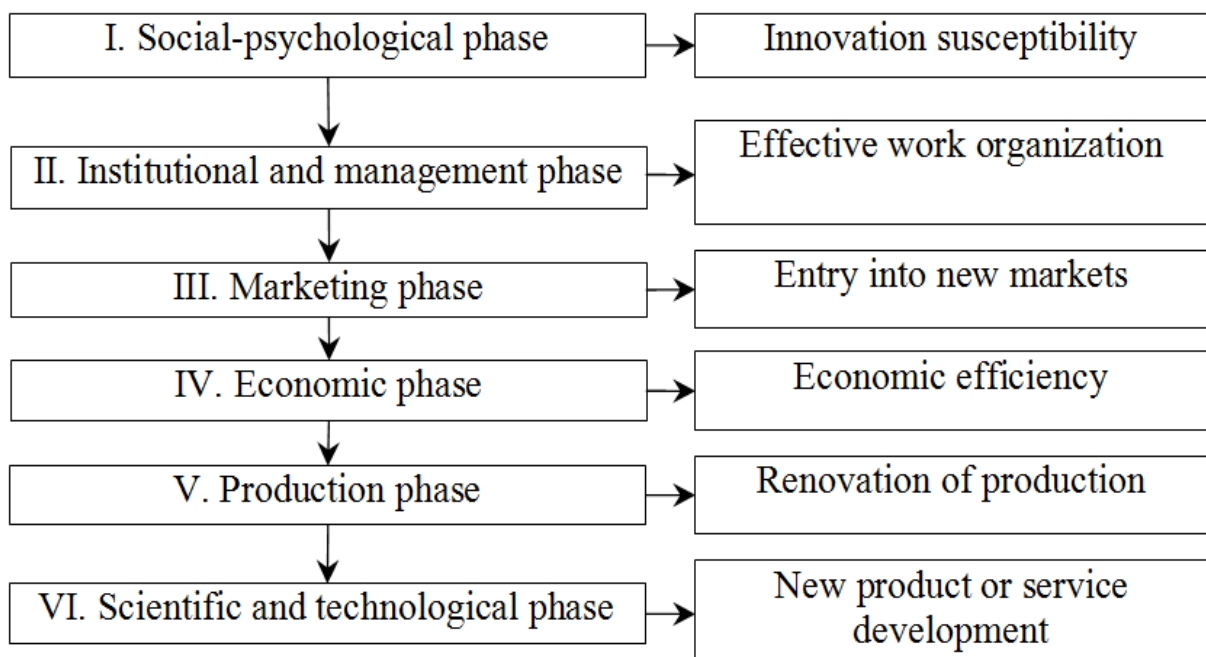 I. Social-psychological phase
Innovation susceptibility
II. Institutional and management phase
Effective work organization
III. Marketing phase
Entry into new markets
IV. Economic phase
Economic efficiency
V. Production phase
Renovation of production
VI. Scientific and technological phase
New product or service
development